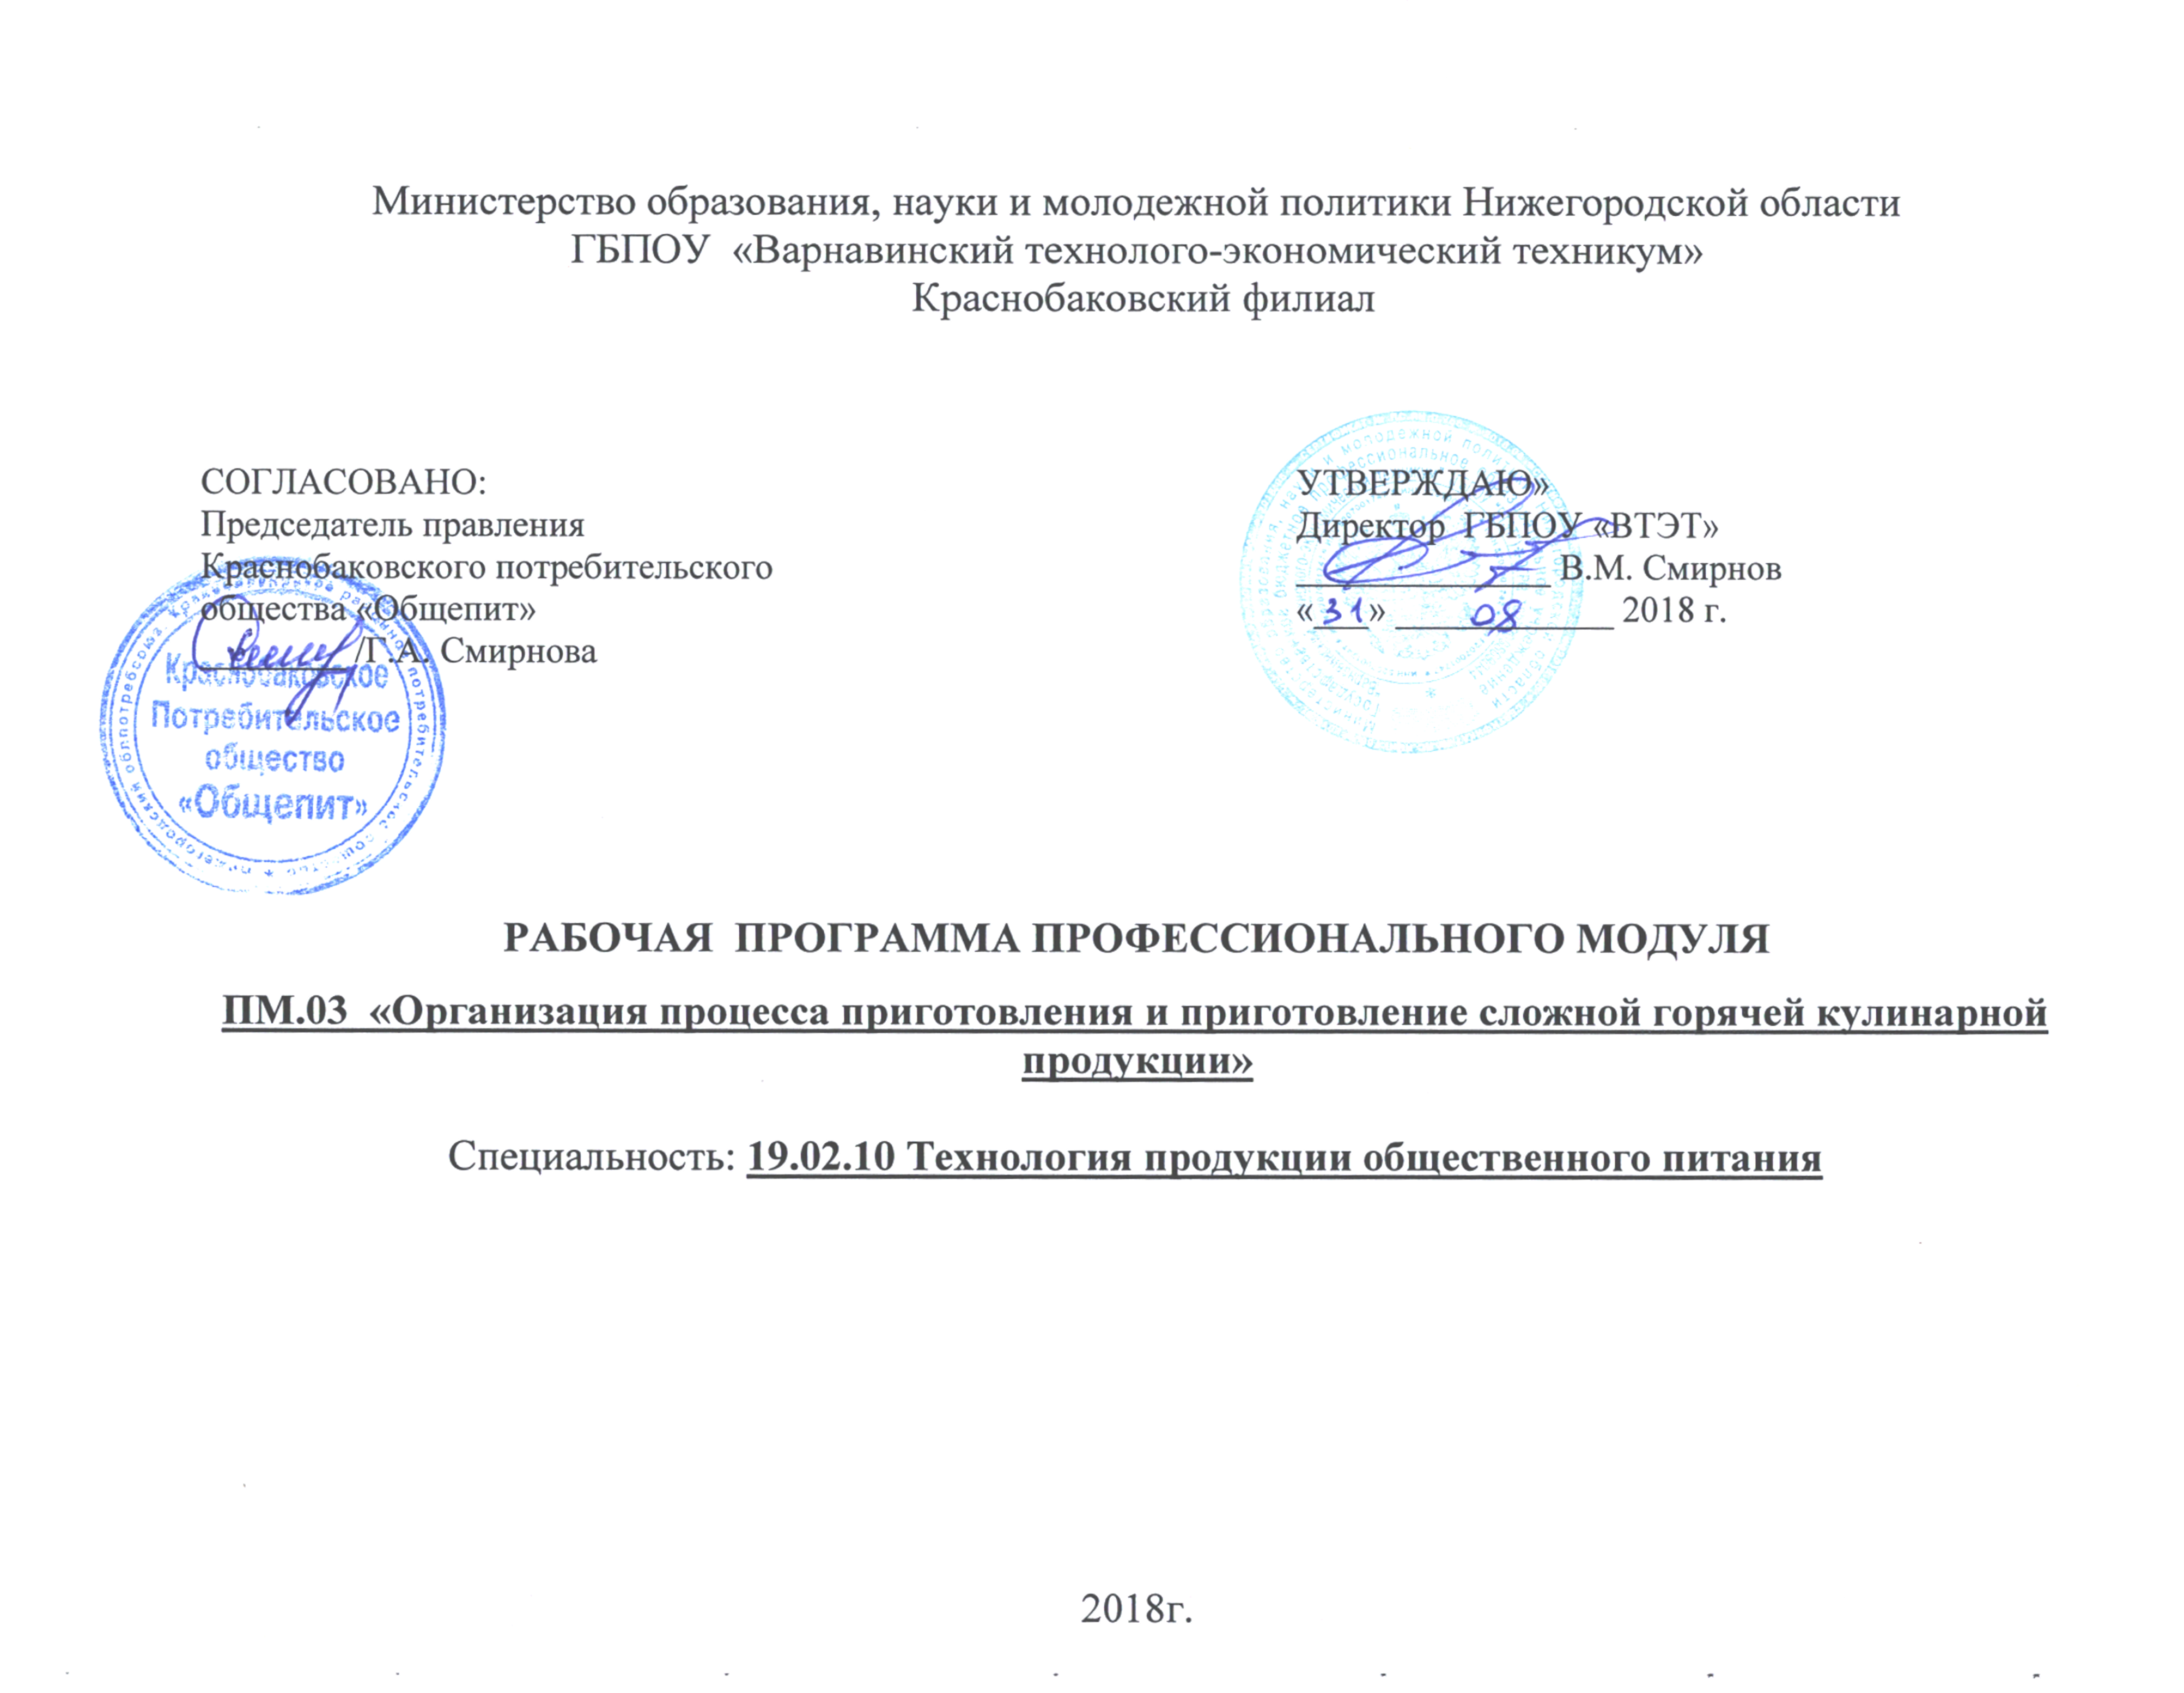 Министерство образования, науки и молодежной политики Нижегородской области
ГБПОУ «Варнавинский технолого-экономический техникум»
Краснобаковский филиал
СОГЛАСОВАНО:
Председатель правления
Краснобаковского потребительского
общества «Общепит»
/Г.А. Смирнова
Краснобаковское
Потребительское
общество
«Общепит»
УТВЕРЖДАЮ»
Директор ГБПОУ «ВТЭТ»
В.М. Смирнов
«31» 08 2018 г.
РАБОЧАЯ ПРОГРАММА ПРОФЕССИОНАЛЬНОГО МОДУЛЯ
ПМ.03 «Организация процесса приготовления и приготовление сложной горячей кулинарной
продукции»
Специальность: 19.02.10 Технология продукции общественного питания
2018г.